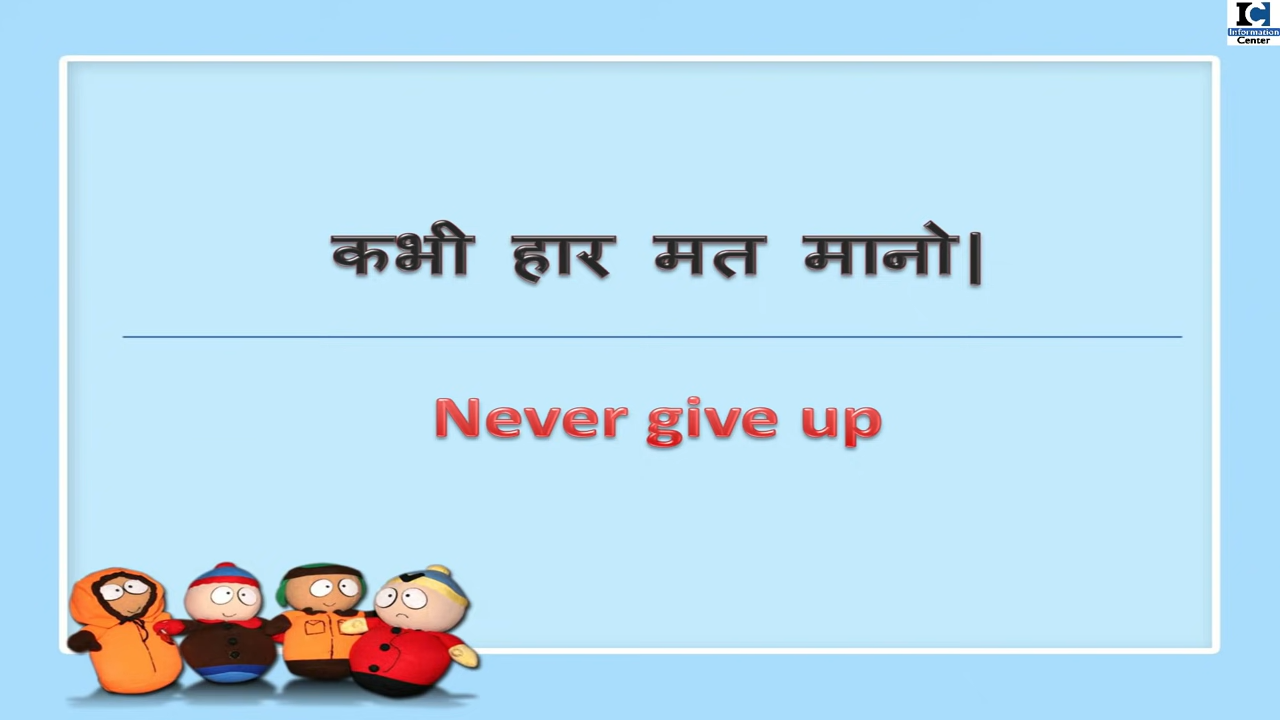 IC
Information
Center
कभी हार मत मानो।
Never give up